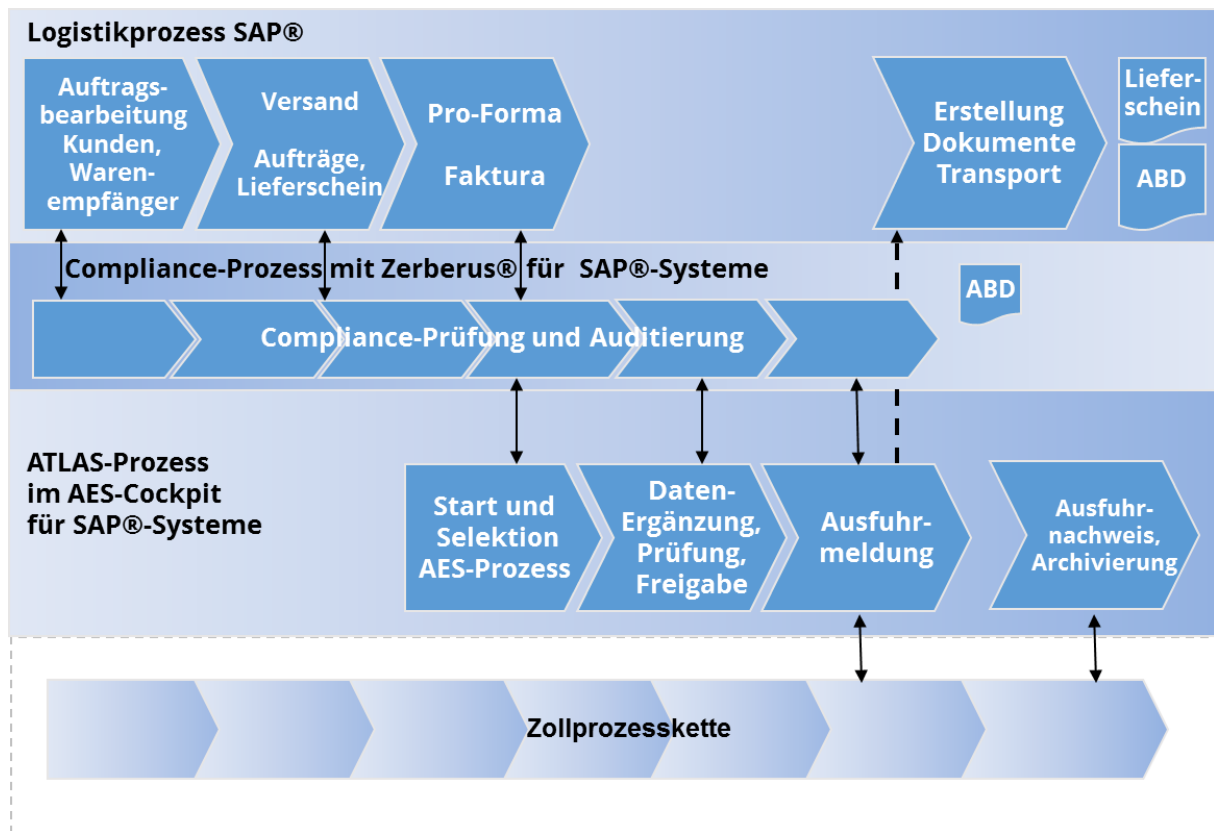 Logistikprozess SAP®
Auftrags-
bearbeitung
Kunden,
Waren-
empfänger
Versand
Aufträge,
Lieferschein
Pro-Forma
Faktura
Erstellung
Dokumente
Transport
Liefer-
schein
ABD
Compliance-Prozess mit Zerberus® für SAP®-Systeme
ABD
Compliance-Prüfung und Auditierung
ATLAS-Prozess
im AES-Cockpit
für SAP®-Systeme
Start und
Selektion
AES-Prozess
Daten-
Ergänzung,
Prüfung,
Freigabe
Ausfuhr-
meldung
Ausfuhr-
nachweis,
Archivierung
Zollprozesskette